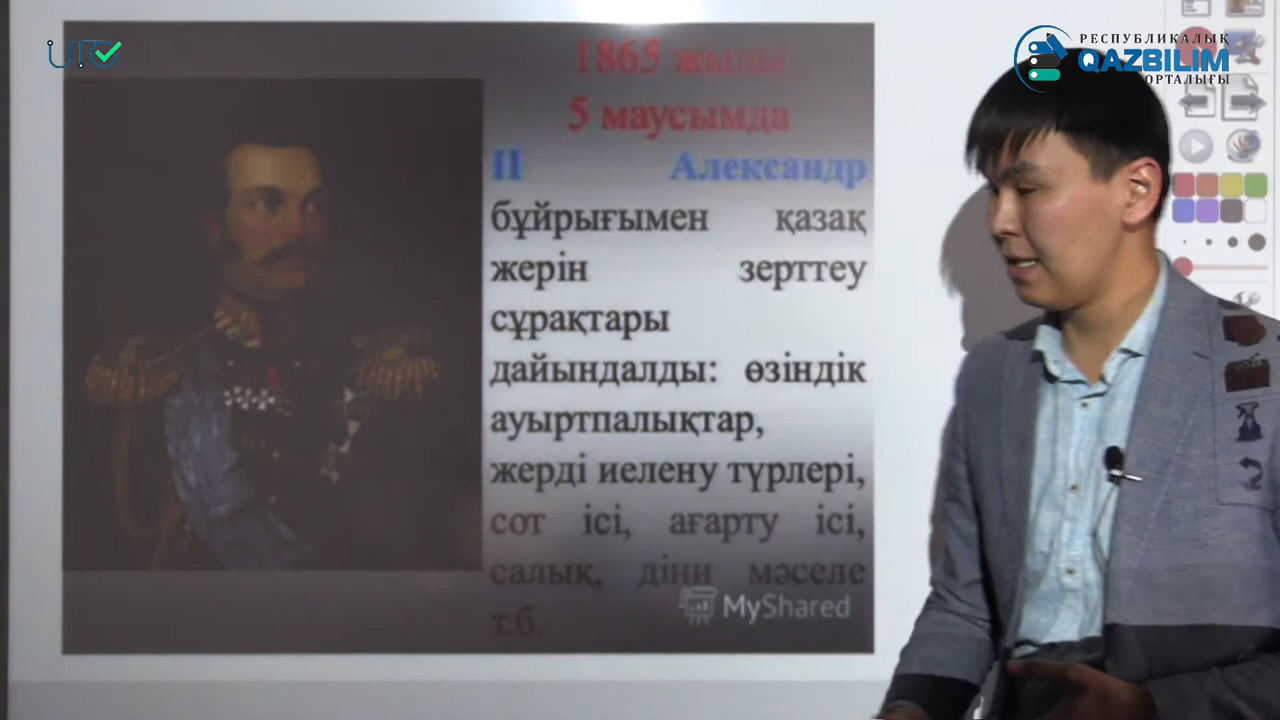 UTO
РЕСПУБЛИКАЛЫҚ
QAZBILIM
ОРТАЛЫҒЫ
1865 жылы
5 маусымда
II Александр
бұйрығымен қазақ
жерін зерттеу
сұрақтары
дайындалды: өзіндік
ауыртпалықтар,
жерді иелену түрлері,
сот ісі, ағарту ісі,
салық, діни мәселе
т.б.
MyShared